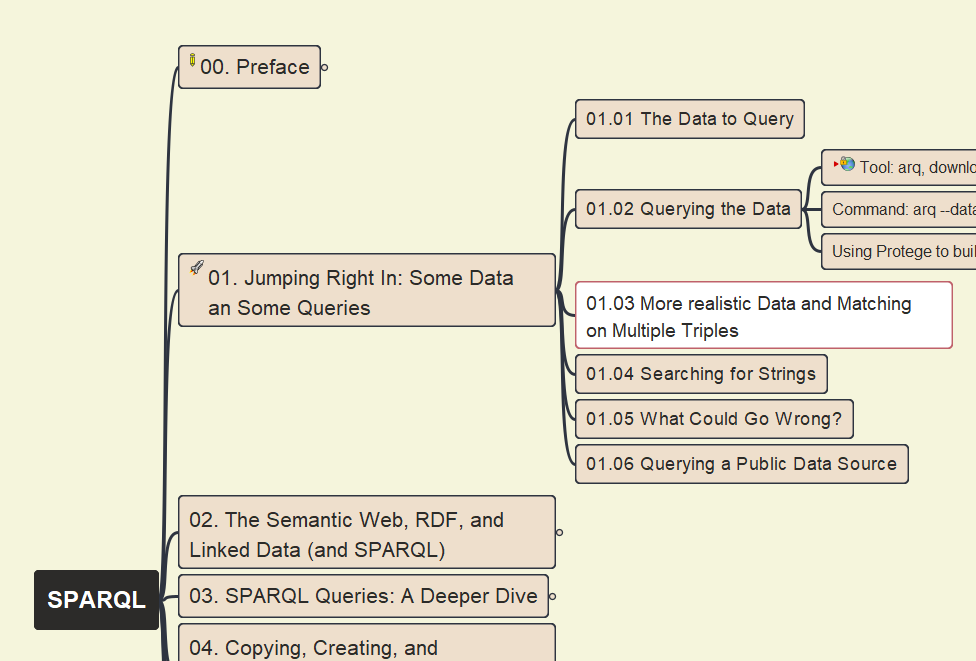 00. Preface
01. Jumping Right In: Some Data
an Some Queries
01.01 The Data to Query
01.02 Querying the Data
Tool: arq, downlo
Command: arq --data
Using Protege to buil
01.03 More realistic Data and Matching
on Multiple Triples
01.04 Searching for Strings
01.05 What Could Go Wrong?
01.06 Querying a Public Data Source
02. The Semantic Web, RDF, and
Linked Data (and SPARQL)
SPARQL
03. SPARQL Queries: A Deeper Dive
04. Copying, Creating, and